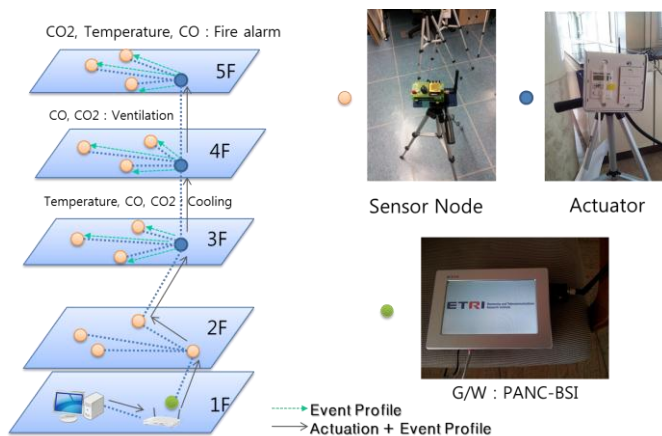 CO2, Temperature, CO : Fire alarm
5F
CO, CO2 : Ventilation
4F
Temperature, CO, CO2 : Cooling
3F
2F
1F
Sensor Node
Actuator
ETRI
G/W : PANC-BSI
Event Profile
Actuation + Event Profile